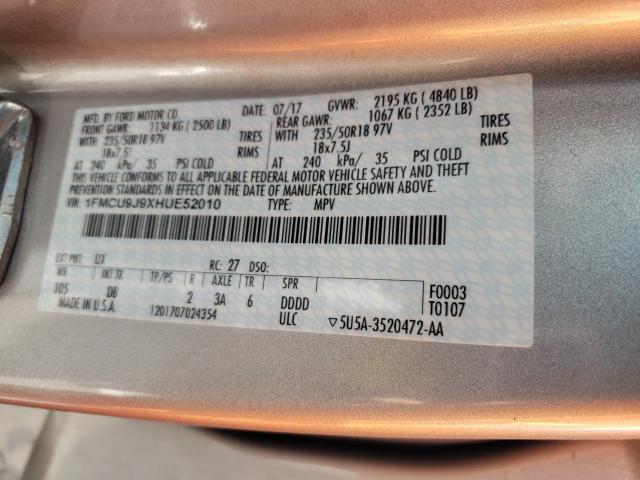 MFD. BY FORD MOTOR CO. DATE: 07/17 GVWR: 2195 KG ( 4840 LB)
FRONT GAWR: 1134 KG ( 2500 LB) REAR GAWR: 1067 KG ( 2352 LB)
WITH 235/50R18 97V TIRES WITH 235/50R18 97V TIRES
18x7.5J RIMS 18x7.5J RIMS
AT 240 kPa/ 35 PSI COLD AT 240 kPa/ 35 PSI COLD
THIS VEHICLE CONFORMS TO ALL APPLICABLE FEDERAL MOTOR VEHICLE SAFETY AND THEFT
PREVENTION STANDARDS IN EFFECT ON THE DATE OF MANUFACTURE SHOWN ABOVE.
VIN: 1FMCU9J9XHUE52010 TYPE: MPV
EXT PNT: UX RC: 27 DSO:
WB INT TR TP/PS R AXLE TR SPR
105 DB 2 3A 6 DDDD F0003
MADE IN U.S.A. 1201707024354 ULC ▽5U5A-3520472-AA T0107